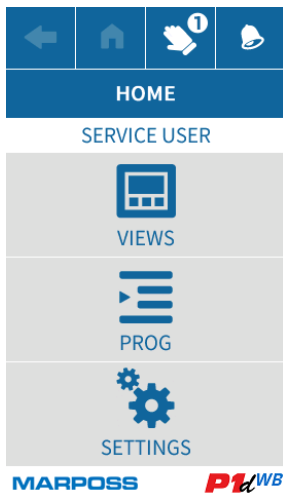 1
HOME
SERVICE USER
VIEWS
PROG
SETTINGS
MARPOSS P1dWB